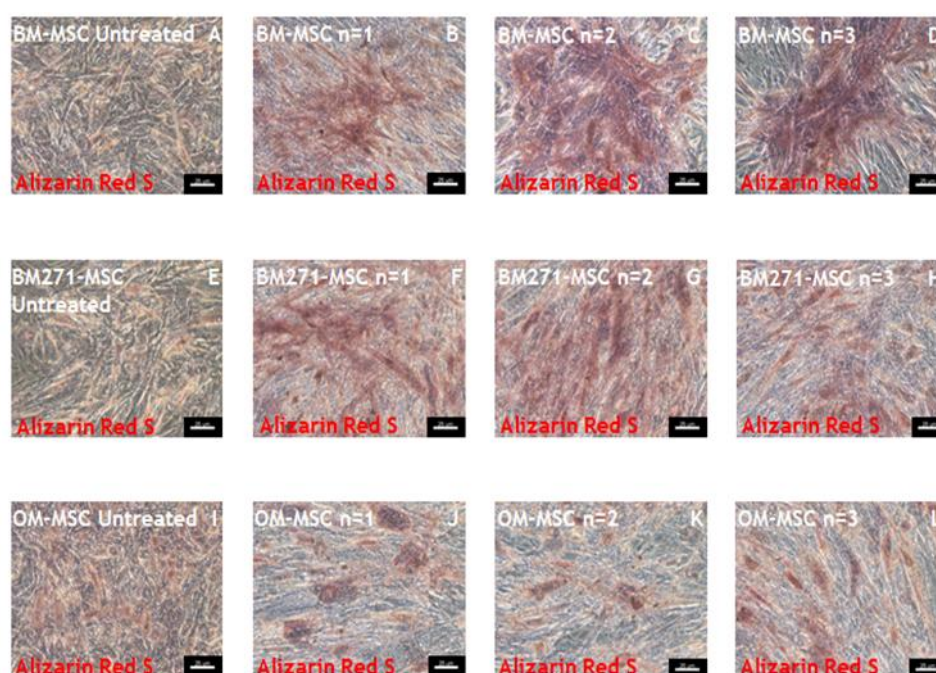 BM-MSC Untreated A
BM-MSC n=1 B
BM-MSC n=2 C
BM-MSC n=3 D
Alizarin Red S
Alizarin Red S
Alizarin Red S
Alizarin Red S
BM271-MSC E
Untreated
BM271-MSC n=1 F
BM271-MSC n=2 G
BM271-MSC n=3 H
Alizarin Red S
Alizarin Red S
Alizarin Red S
Alizarin Red S
OM-MSC Untreated I
OM-MSC n=1 J
OM-MSC n=2 K
OM-MSC n=3 L
Alizarin Red S
Alizarin Red S
Alizarin Red S
Alizarin Red S